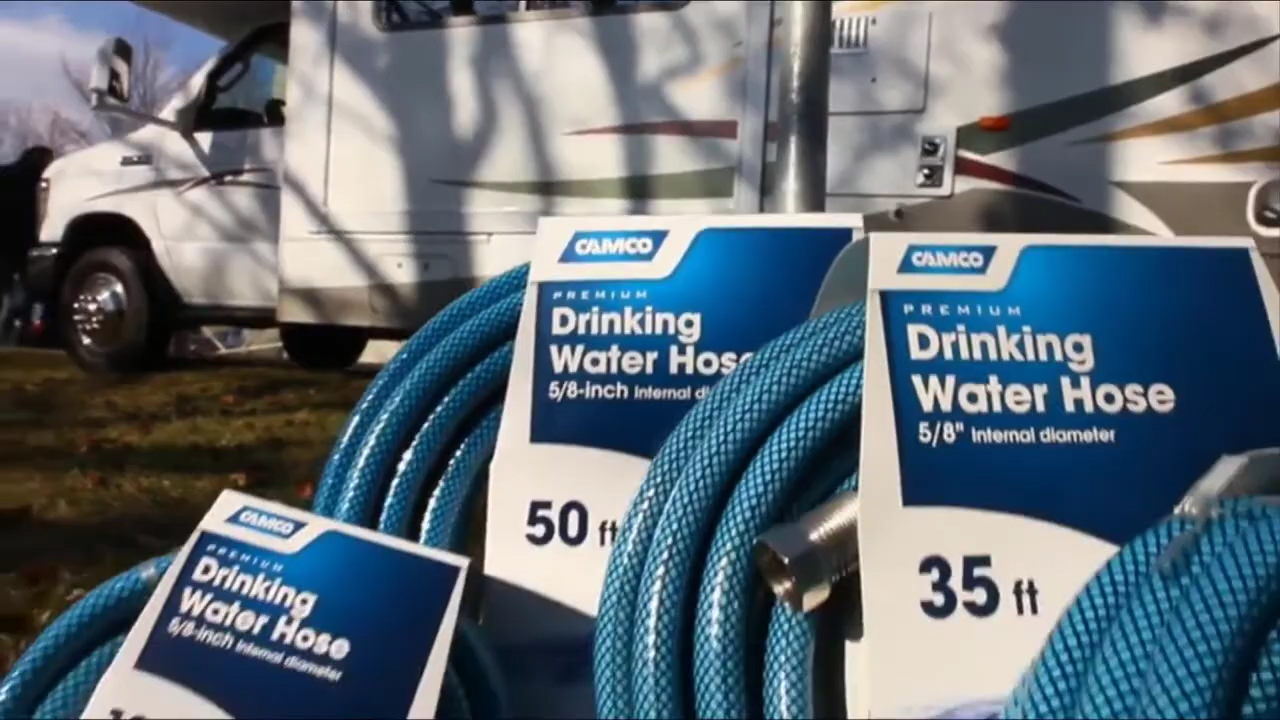 CAMCO
PREMIUM
Drinking
Water Hose
5/8-inch Internal
50 ft
CAMCO
PREMIUM
Drinking
Water Hose
5/8" Internal diameter
35 ft
CAMCO
PREMIUM
Drinking
Water Hose
5/8-inch Internal diameter